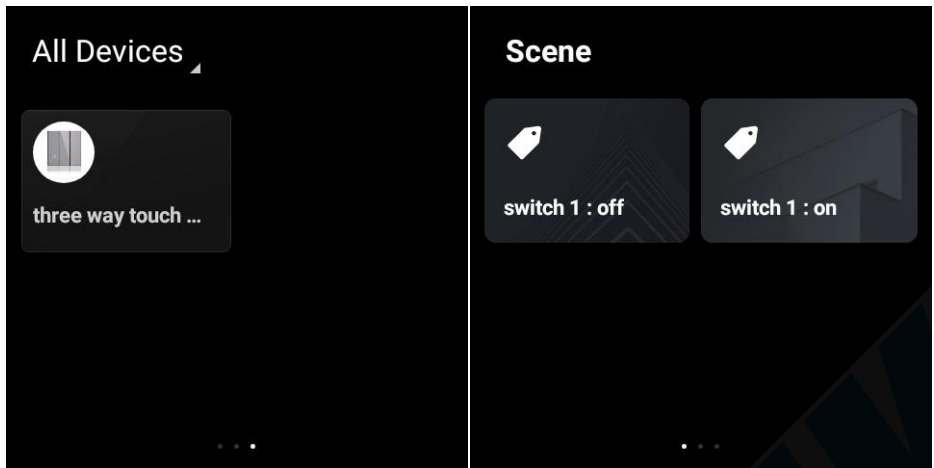 All Devices
three way touch ...
Scene
switch 1 : off
switch 1 : on